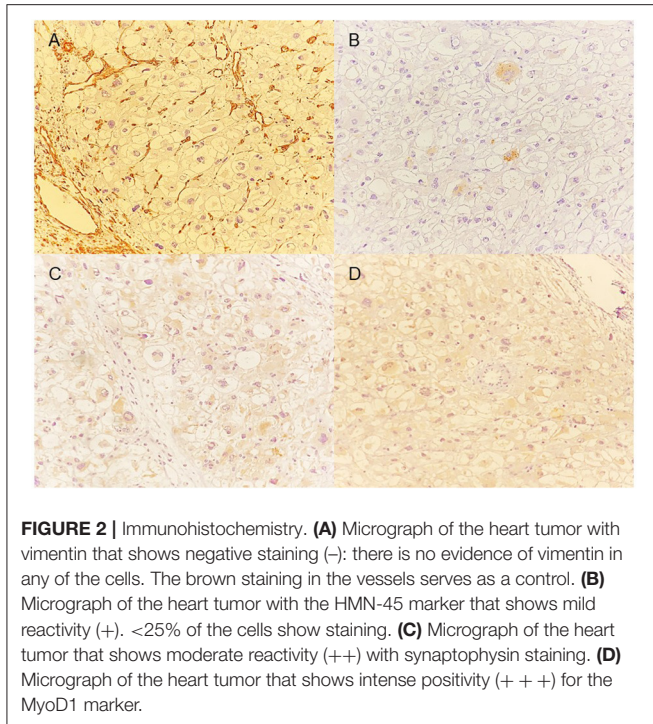 A
B
C
D
FIGURE 2 | Immunohistochemistry. (A) Micrograph of the heart tumor with
vimentin that shows negative staining (–): there is no evidence of vimentin in
any of the cells. The brown staining in the vessels serves as a control. (B)
Micrograph of the heart tumor with the HMN-45 marker that shows mild
reactivity (+). <25% of the cells show staining. (C) Micrograph of the heart
tumor that shows moderate reactivity (++) with synaptophysin staining. (D)
Micrograph of the heart tumor that shows intense positivity (+ + +) for the
MyoD1 marker.